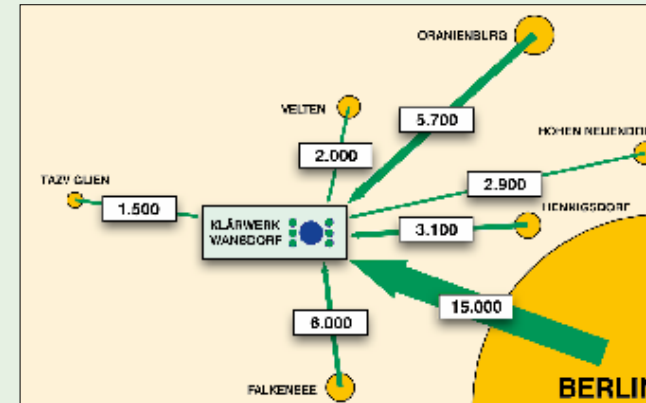 ORANIENBURG
VELTEN
5.700
HOHEN NEUENDO
2.000
TAZV GLIEN
2.900
1.500
HENNIGSDORF
KLÄRWERK
WANSDORF
3.100
15.000
6.000
FALKENSEE
BERLIN